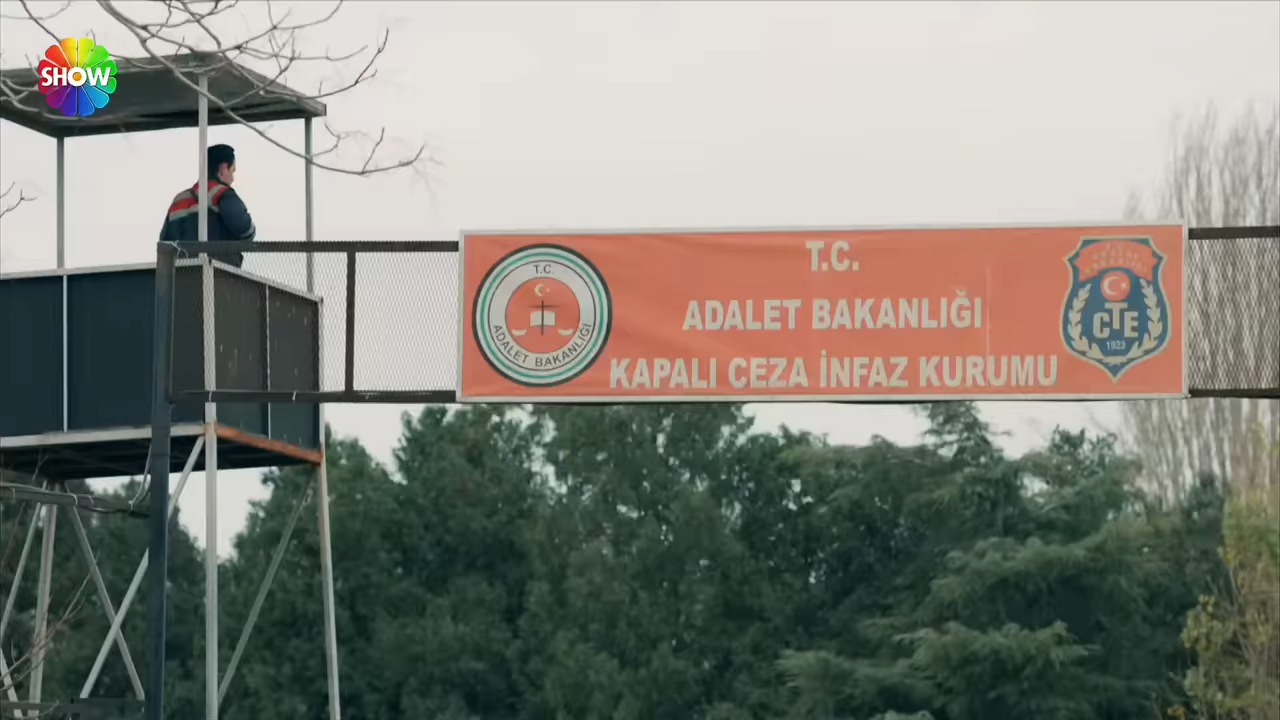 SHOW
T.C.
ADALET BAKANLIĞI
KAPALI CEZA İNFAZ KURUMU
T.C.
ADALET BAKANLIĞI
CTE
1923